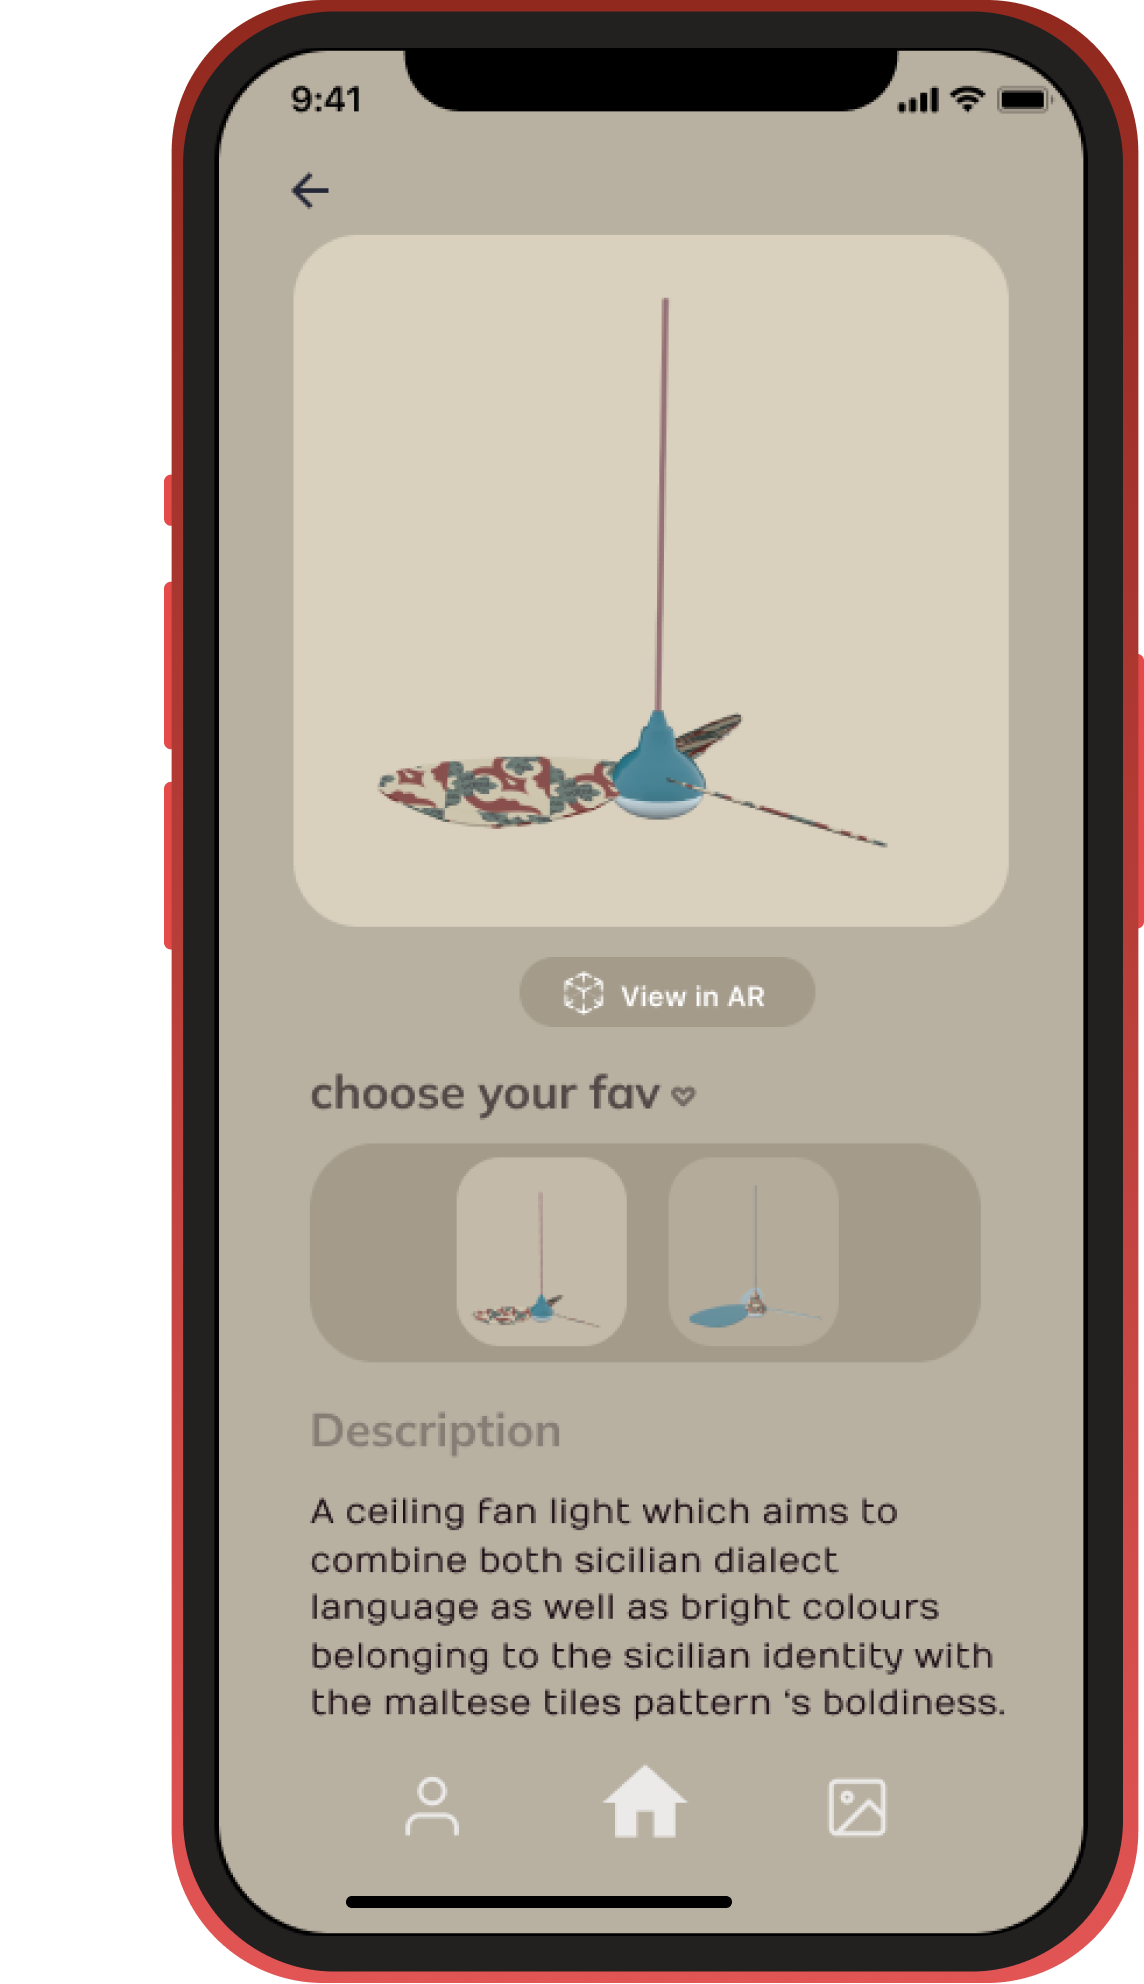 9:41
View in AR
choose your fav
Description
A ceiling fan light which aims to
combine both sicilian dialect
language as well as bright colours
belonging to the sicilian identity with
the maltese tiles pattern ‘s boldiness.